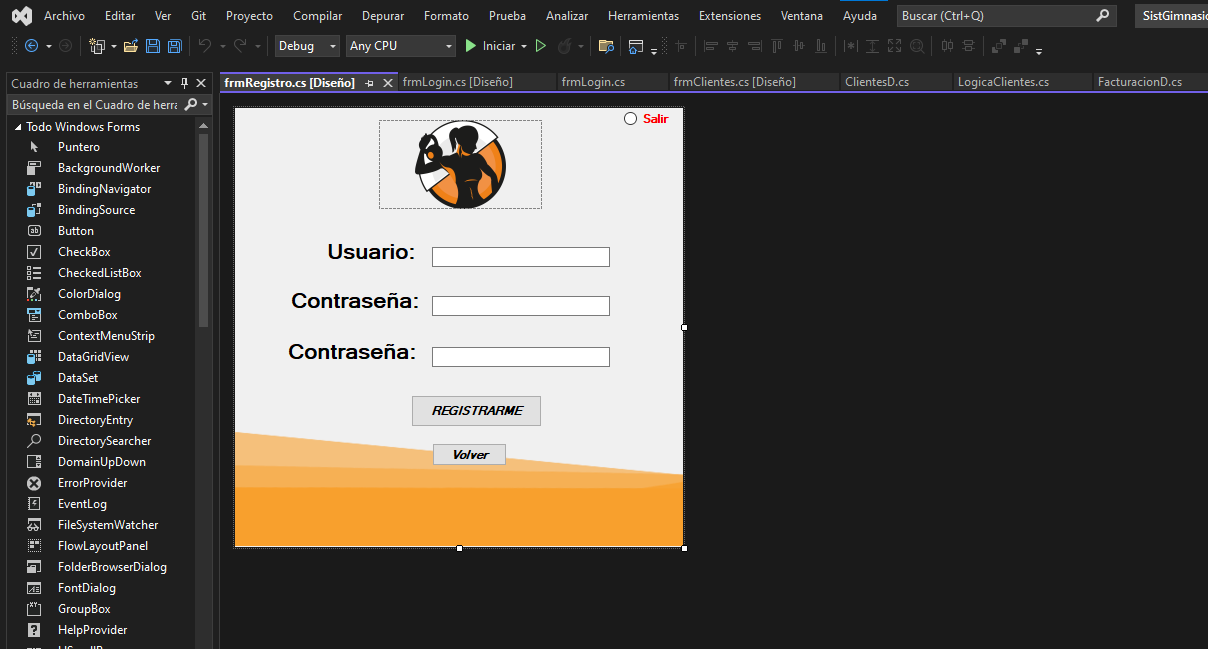 Archivo Editar Ver Git Proyecto Compilar Depurar Formato Prueba Analizar Herramientas Extensiones Ventana Ayuda Buscar (Ctrl+Q) SistGimnasio
Debug Any CPU Iniciar
Cuadro de herramientas
frmRegistro.cs [Diseño] frmLogin.cs [Diseño] frmLogin.cs frmClientes.cs [Diseño] ClientesD.cs LogicaClientes.cs FacturacionD.cs
Búsqueda en el Cuadro de herra
Todo Windows Forms
Puntero
BackgroundWorker
BindingNavigator
BindingSource
Button
CheckBox
CheckedListBox
ColorDialog
ComboBox
ContextMenuStrip
DataGridView
DataSet
DateTimePicker
DirectoryEntry
DirectorySearcher
DomainUpDown
ErrorProvider
EventLog
FileSystemWatcher
FlowLayoutPanel
FolderBrowserDialog
FontDialog
GroupBox
HelpProvider
Salir
Usuario:
Contraseña:
Contraseña:
REGISTRARME
Volver